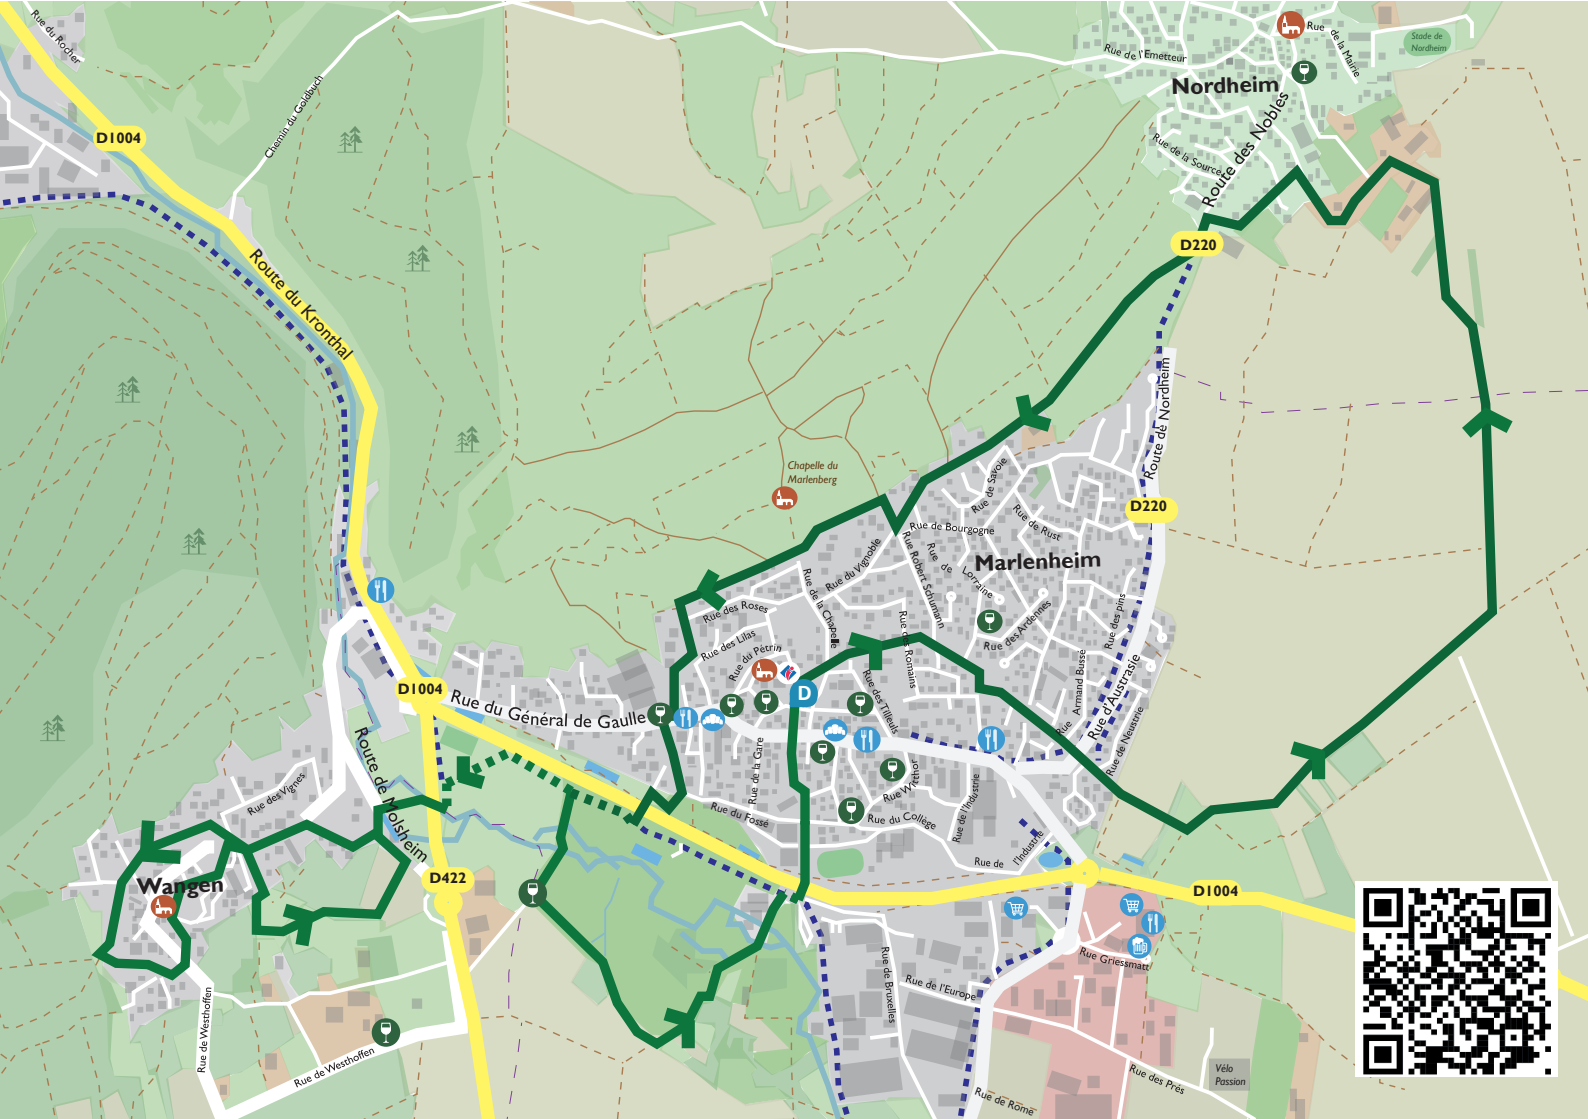 Rue du Rocher
D1004
Chemin du Goldbuch
Route du Kronthal
Rue de l'Emetteur
Rue de la Mairie
Stade de
Nordheim
Nordheim
Route des Nobles
Rue de la Source
D220
Route de Nordheim
D220
Chapelle du
Marlenberg
Rue de Savoie
Rue de Bourgogne
Rue de Rust
Marlenheim
Rue de Lorraine
Rue Robert Schumann
Rue du Vignoble
Rue de la Chapelle
Rue des Roses
Rue des Lilas
Rue du Pétrin
Rue des Romains
Rue des Ardennes
Rue des pins
Rue Armand Bussé
Rue d'Austrasie
Rue de Neustrie
Rue des Tilleuls
D
D1004
Rue du Général de Gaulle
Rue de la Gare
Rue Witthor
Rue du Fossé
Rue du Collège
Rue de l'Industrie
Rue de l'Industrie
Route de Molsheim
Rue des Vignes
Wangen
D422
D1004
Rue Griessmatt
Rue de Bruxelles
Rue de l'Europe
Rue de Westhoffen
Rue de Westhoffen
Rue des Prés
Vélo
Passion
Rue de Rome